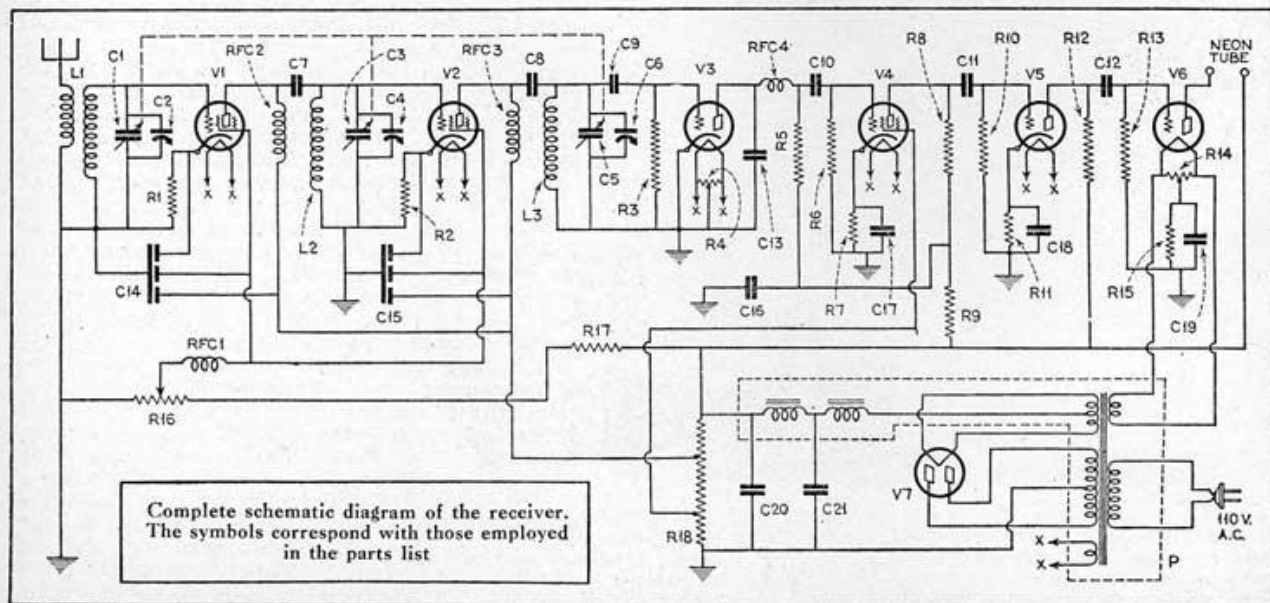 R8
R10
R12
R13
NEON
TUBE
L1
C1
RFC2
C7
C3
RFC3
C8
C9
C6
RFC4
C10
C11
C12
V1
V2
V3
V4
V5
V6
C2
C4
C5
R14
R1
R2
R3
R4
R5
R6
C13
L2
L3
X X
X X
X X
X X
X X
C14
C15
C16
R7
C17
R11
C18
R15
C19
RFC1
R17
R9
R16
V7
C20
C21
R18
110 V.
A.C.
X
X
P
Complete schematic diagram of the receiver.
The symbols correspond with those employed
in the parts list